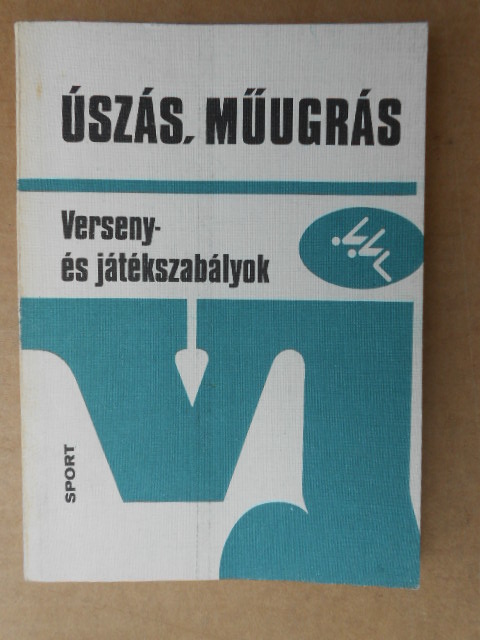 ÚSZÁS, MŰUGRÁS
Verseny-
és játékszabályok
SPORT